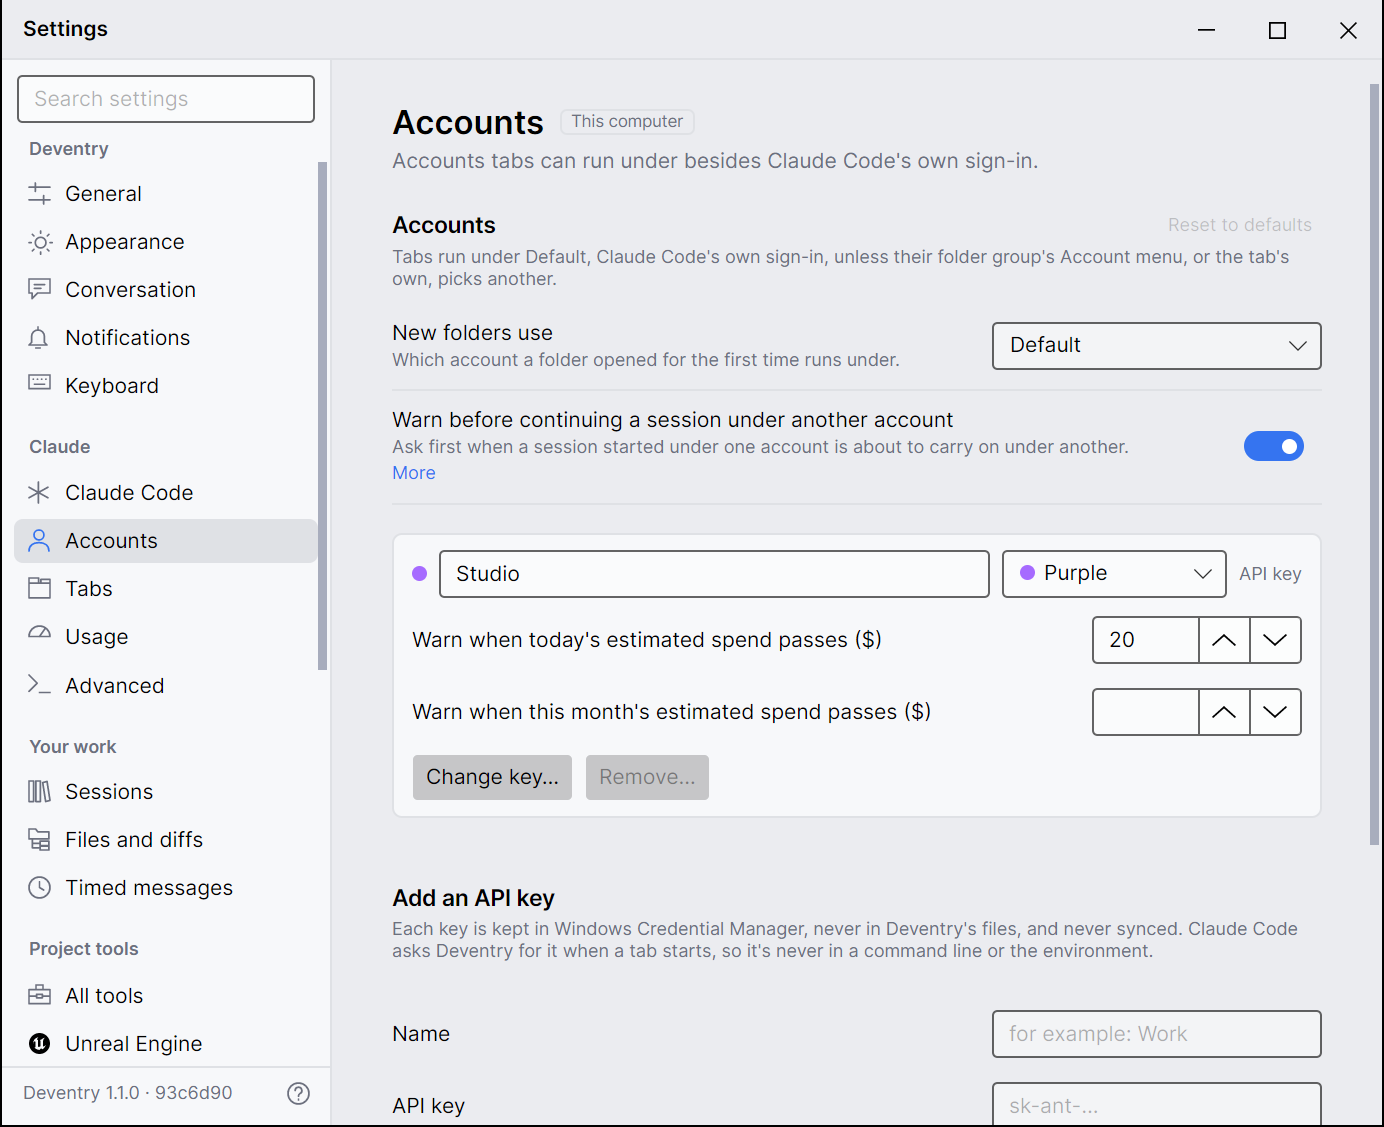 Settings
Search settings
Deventry
General
Appearance
Conversation
Notifications
Keyboard
Claude
Claude Code
Accounts
Tabs
Usage
Advanced
Your work
Sessions
Files and diffs
Timed messages
Project tools
All tools
Unreal Engine
Deventry 1.1.0 · 93c6d90
Accounts
This computer
Accounts tabs can run under besides Claude Code's own sign-in.
Accounts
Reset to defaults
Tabs run under Default, Claude Code's own sign-in, unless their folder group's Account menu, or the tab's
own, picks another.
New folders use
Which account a folder opened for the first time runs under.
Default
Warn before continuing a session under another account
Ask first when a session started under one account is about to carry on under another.
More
Studio
Purple
API key
Warn when today's estimated spend passes ($)
20
Warn when this month's estimated spend passes ($)
Change key...
Remove...
Add an API key
Each key is kept in Windows Credential Manager, never in Deventry's files, and never synced. Claude Code
asks Deventry for it when a tab starts, so it's never in a command line or the environment.
Name
for example: Work
API key
sk-ant-...